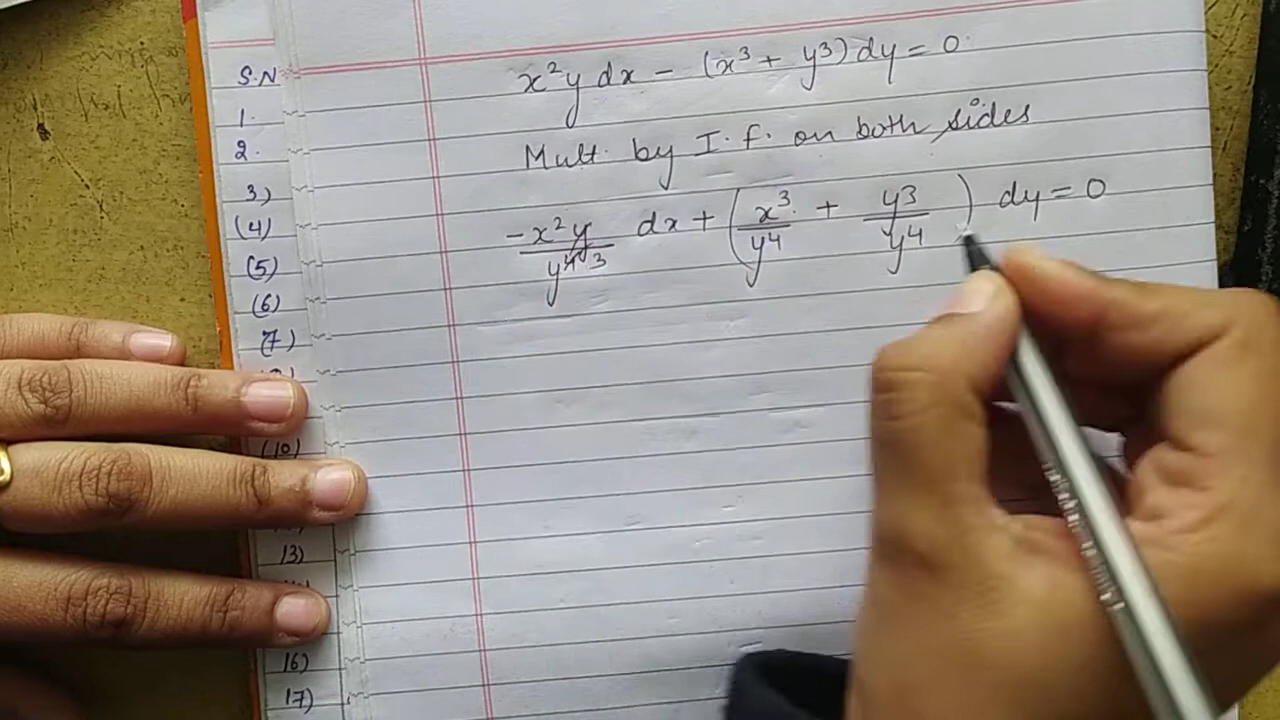 x²y dx - (x³ + y³) dy = 0
Mult. by I.f. on both sides
-x²y/y⁴ ³ dx + (x³/y⁴ + y³/y⁴) dy = 0
S.N
1.
2.
3)
(4)
(5)
(6)
(7)
(10)
13)
16)
17)